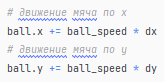 # движение мяча по x
ball.x += ball_speed * dx
# движение мяча по y
ball.y += ball_speed * dy